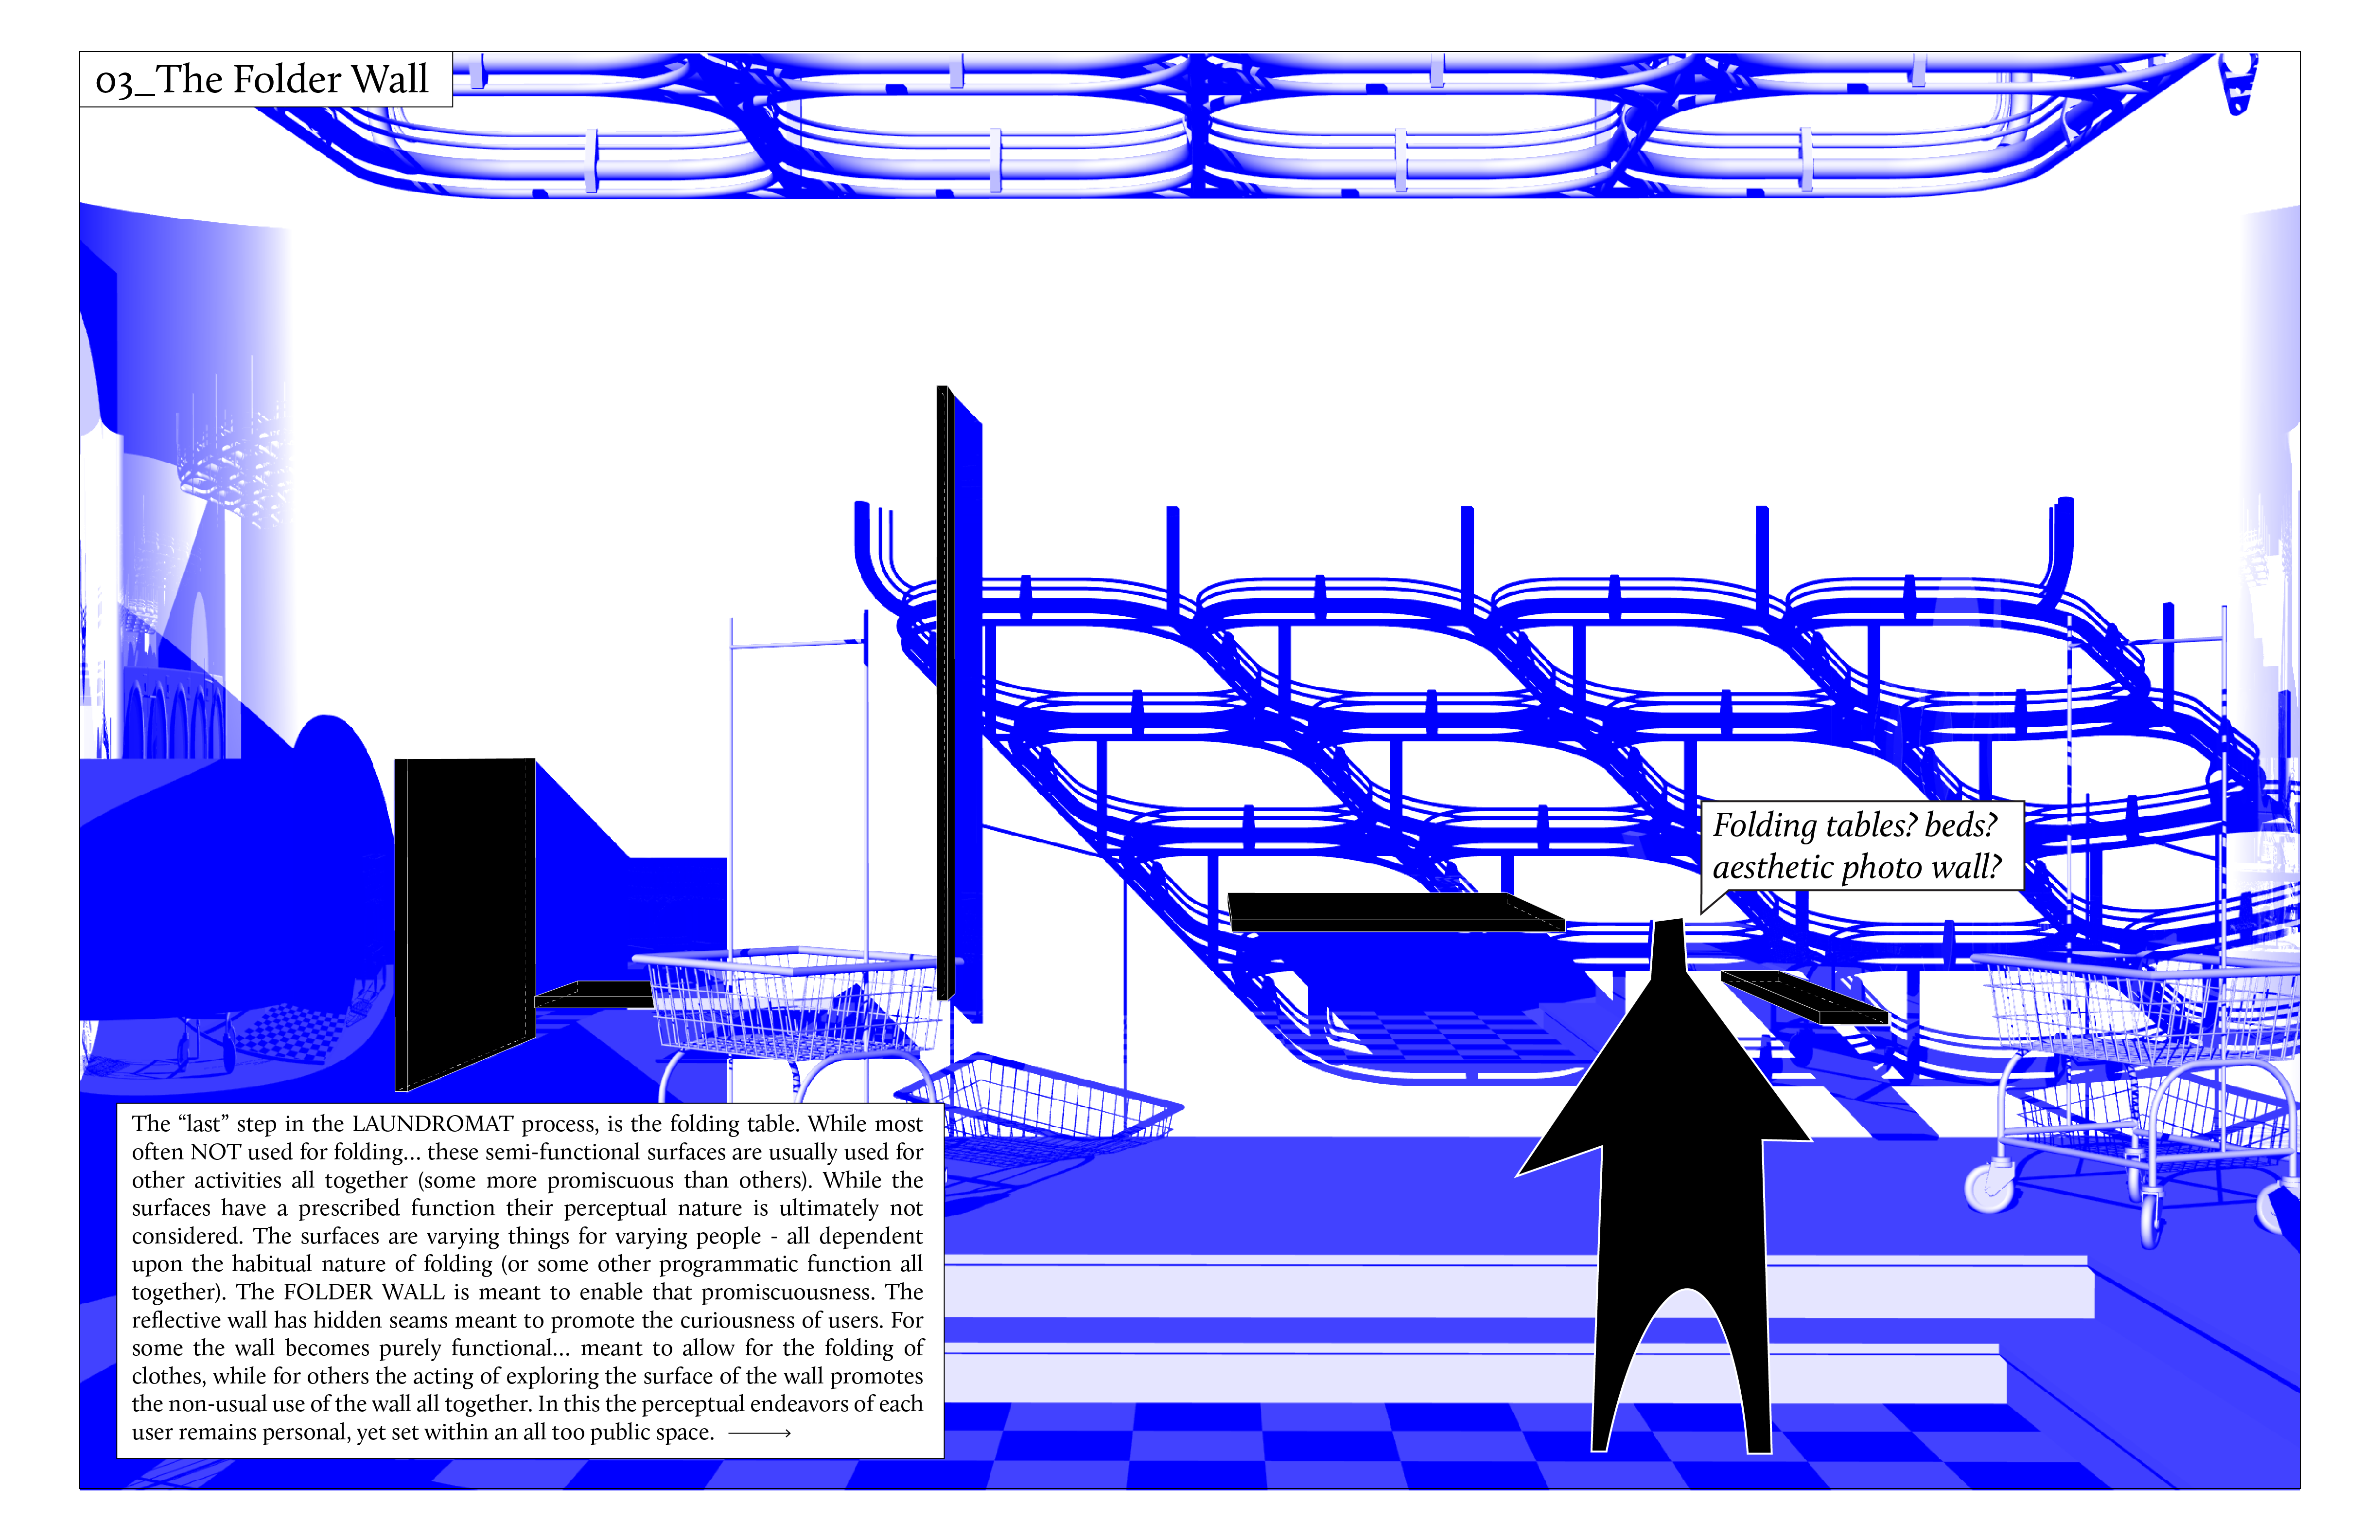 03_The Folder Wall
Folding tables? beds?
aesthetic photo wall?
The “last” step in the LAUNDROMAT process, is the folding table. While most
often NOT used for folding... these semi-functional surfaces are usually used for
other activities all together (some more promiscuous than others). While the
surfaces have a prescribed function their perceptual nature is ultimately not
considered. The surfaces are varying things for varying people - all dependent
upon the habitual nature of folding (or some other programmatic function all
together). The FOLDER WALL is meant to enable that promiscuousness. The
reflective wall has hidden seams meant to promote the curiousness of users. For
some the wall becomes purely functional... meant to allow for the folding of
clothes, while for others the acting of exploring the surface of the wall promotes
the non-usual use of the wall all together. In this the perceptual endeavors of each
user remains personal, yet set within an all too public space.